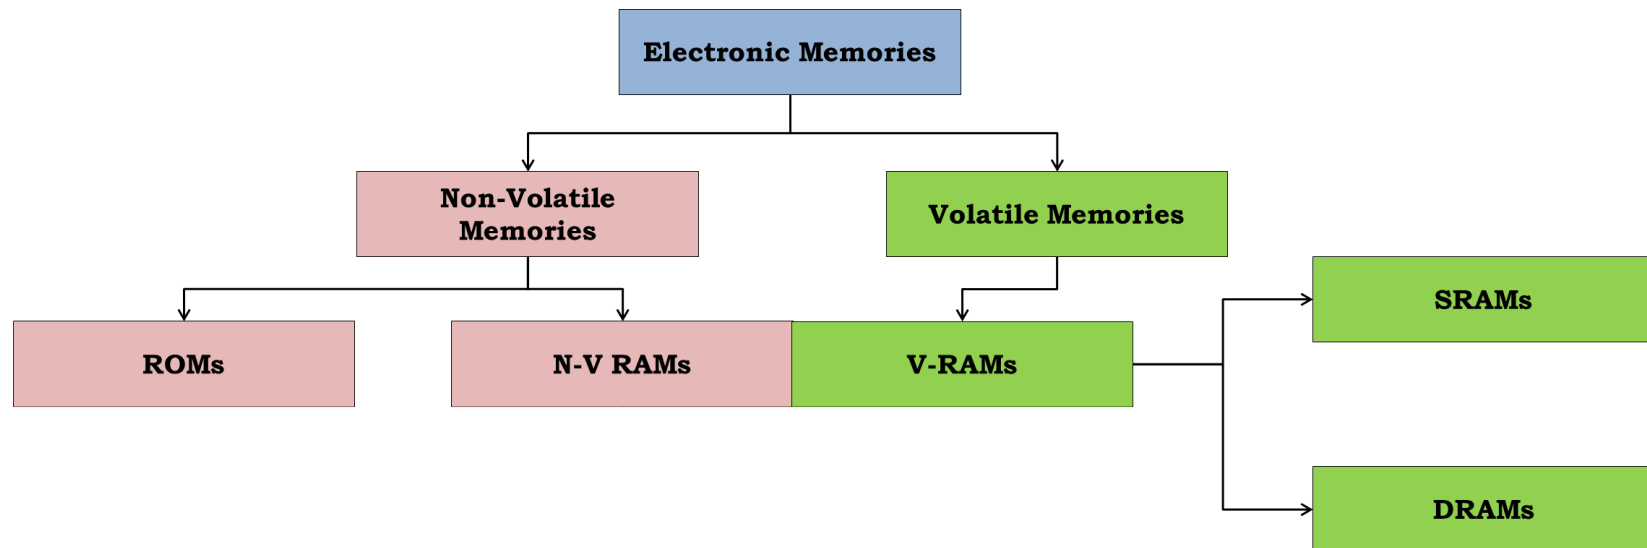 Electronic Memories
Non-Volatile
Memories
Volatile Memories
SRAMs
ROMs
N-V RAMs
V-RAMs
DRAMs